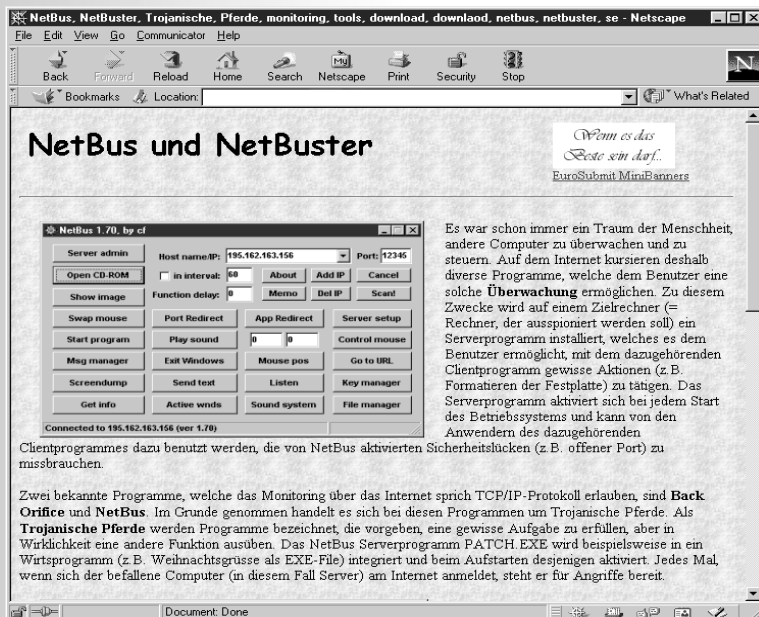 NetBus, NetBuster, Trojanische, Pferde, monitoring, tools, download, downlaod, netbus, netbuster, se - Netscape
File Edit View Go Communicator Help
Back Forward Reload Home Search Netscape Print Security Stop
My
N
Bookmarks Location: What's Related
NetBus und NetBuster
Wenn es das
Beste sein darf...
EuroSubmit MiniBanners
NetBus 1.70, by cf
Server admin Host name/IP: 195.162.163.156 Port: 12345
Open CD-ROM in interval: 60 About Add IP Cancel
Show image Function delay: 0 Memo Del IP Scan!
Swap mouse Port Redirect App Redirect Server setup
Start program Play sound 0 0 Control mouse
Msg manager Exit Windows Mouse pos Go to URL
Screendump Send text Listen Key manager
Get info Active wnds Sound system File manager
Connected to 195.162.163.156 (ver 1.70)
Es war schon immer ein Traum der Menschheit,
andere Computer zu überwachen und zu
steuern. Auf dem Internet kursieren deshalb
diverse Programme, welche dem Benutzer eine
solche Überwachung ermöglichen. Zu diesem
Zwecke wird auf einem Zielrechner (=
Rechner, der ausspioniert werden soll) ein
Serverprogramm installiert, welches es dem
Benutzer ermöglicht, mit dem dazugehörenden
Clientprogramm gewisse Aktionen (z.B.
Formatieren der Festplatte) zu tätigen. Das
Serverprogramm aktiviert sich bei jedem Start
des Betriebssystems und kann von den
Anwendern des dazugehörenden
Clientprogrammes dazu benutzt werden, die von NetBus aktivierten Sicherheitslücken (z.B. offener Port) zu
missbrauchen.
Zwei bekannte Programme, welche das Monitoring über das Internet sprich TCP/IP-Protokoll erlauben, sind Back
Orifice und NetBus. Im Grunde genommen handelt es sich bei diesen Programmen um Trojanische Pferde. Als
Trojanische Pferde werden Programme bezeichnet, die vorgeben, eine gewisse Aufgabe zu erfüllen, aber in
Wirklichkeit eine andere Funktion ausüben. Das NetBus Serverprogramm PATCH.EXE wird beispielsweise in ein
Wirtsprogramm (z.B. Weihnachtsgrüsse als EXE-File) integriert und beim Aufstarten desjenigen aktiviert. Jedes Mal,
wenn sich der befallene Computer (in diesem Fall Server) am Internet anmeldet, steht er für Angriffe bereit.
Document: Done